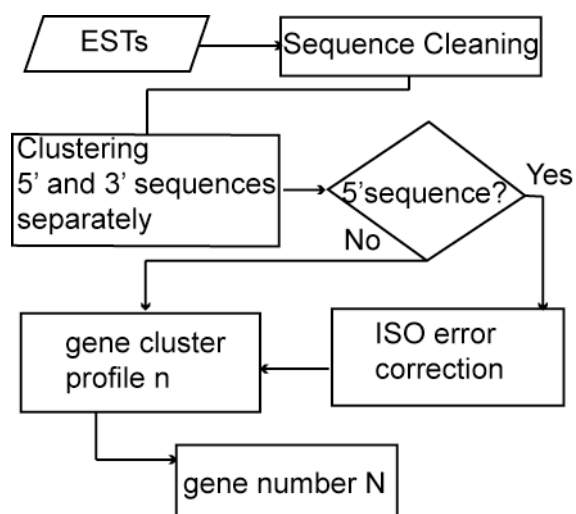 ESTs
Sequence Cleaning
Clustering
5' and 3' sequences
separately
5'sequence?
Yes
No
gene cluster
profile n
ISO error
correction
gene number N